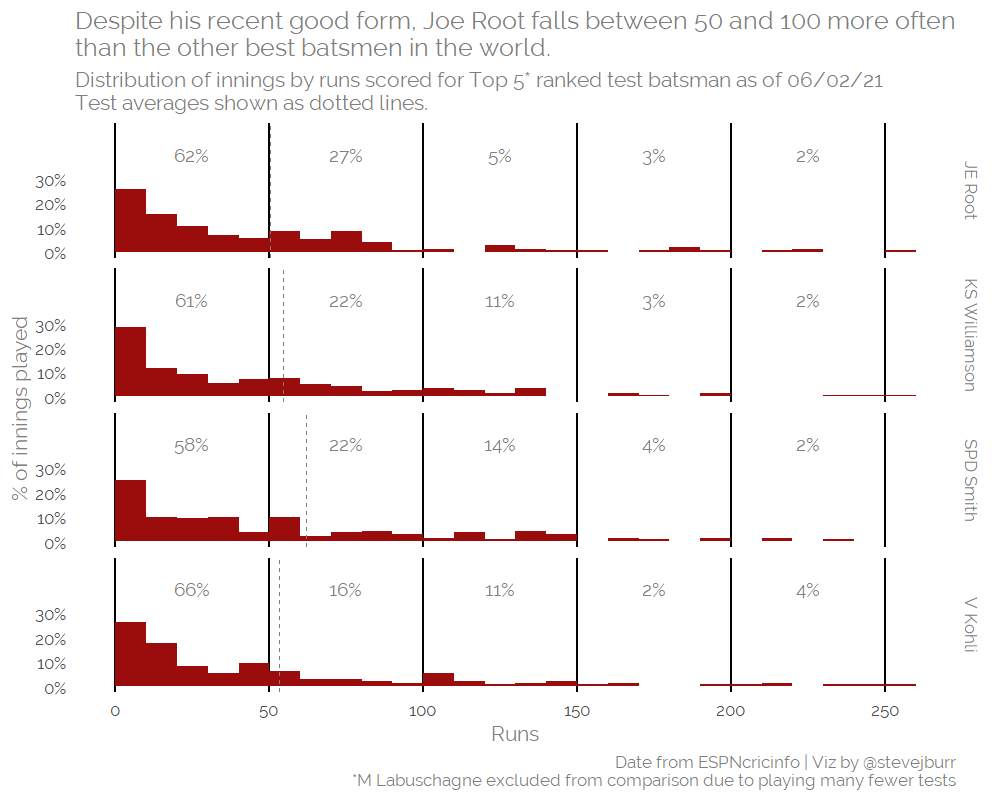 Despite his recent good form, Joe Root falls between 50 and 100 more often
than the other best batsmen in the world.
Distribution of innings by runs scored for Top 5* ranked test batsman as of 06/02/21
Test averages shown as dotted lines.
% of innings played
62% 27% 5% 3% 2%
JE Root
30%
20%
10%
0%
61% 22% 11% 3% 2%
KS Williamson
30%
20%
10%
0%
58% 22% 14% 4% 2%
SPD Smith
30%
20%
10%
0%
66% 16% 11% 2% 4%
V Kohli
30%
20%
10%
0%
0 50 100 150 200 250
Runs
Date from ESPNcricinfo | Viz by @stevejburr
*M Labuschagne excluded from comparison due to playing many fewer tests